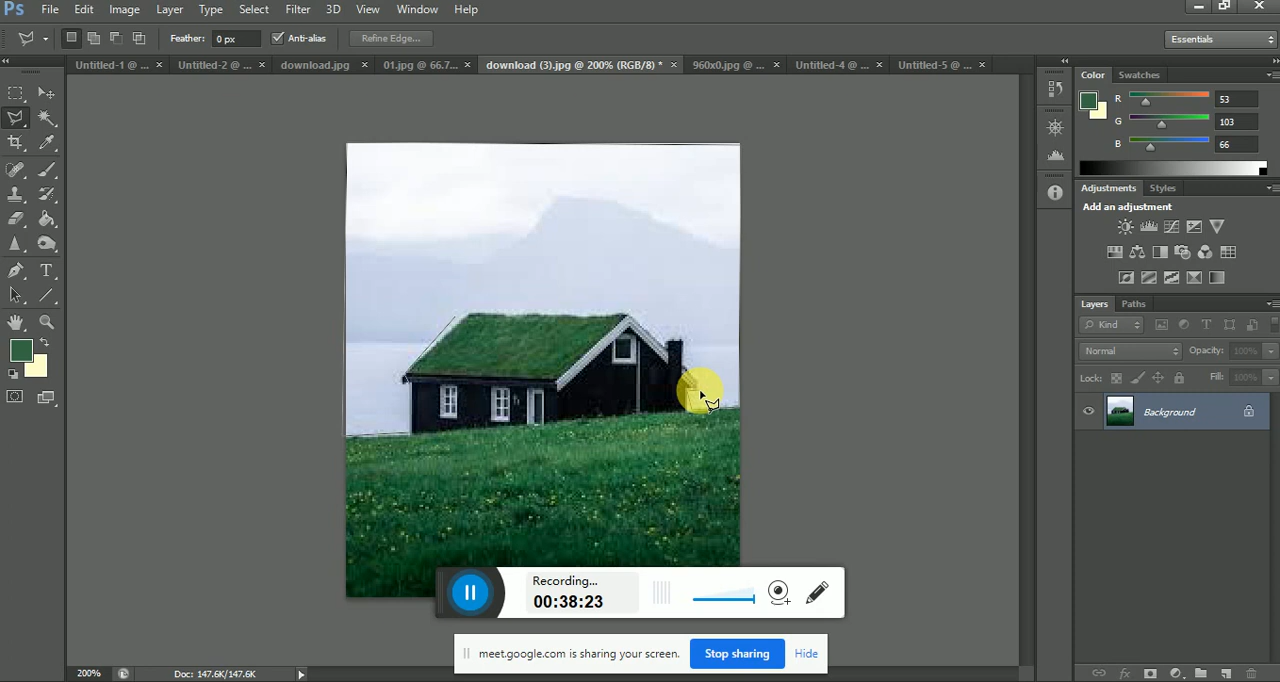 Ps File Edit Image Layer Type Select Filter 3D View Window Help
Feather: 0 px Anti-alias Refine Edge... Essentials
Untitled-1 @ ... × Untitled-2 @ ... × download.jpg × 01.jpg @ 66.7... × download (3).jpg @ 200% (RGB/8) * × 960x0.jpg @ ... × Untitled-4 @ ... × Untitled-5 @ ... ×
Color Swatches
R 53
G 103
B 66
Adjustments Styles
Add an adjustment
Layers Paths
Kind
Normal Opacity: 100%
Lock: Fill: 100%
Background
Recording...
00:38:23
meet.google.com is sharing your screen. Stop sharing Hide
200% Doc: 147.6K/147.6K